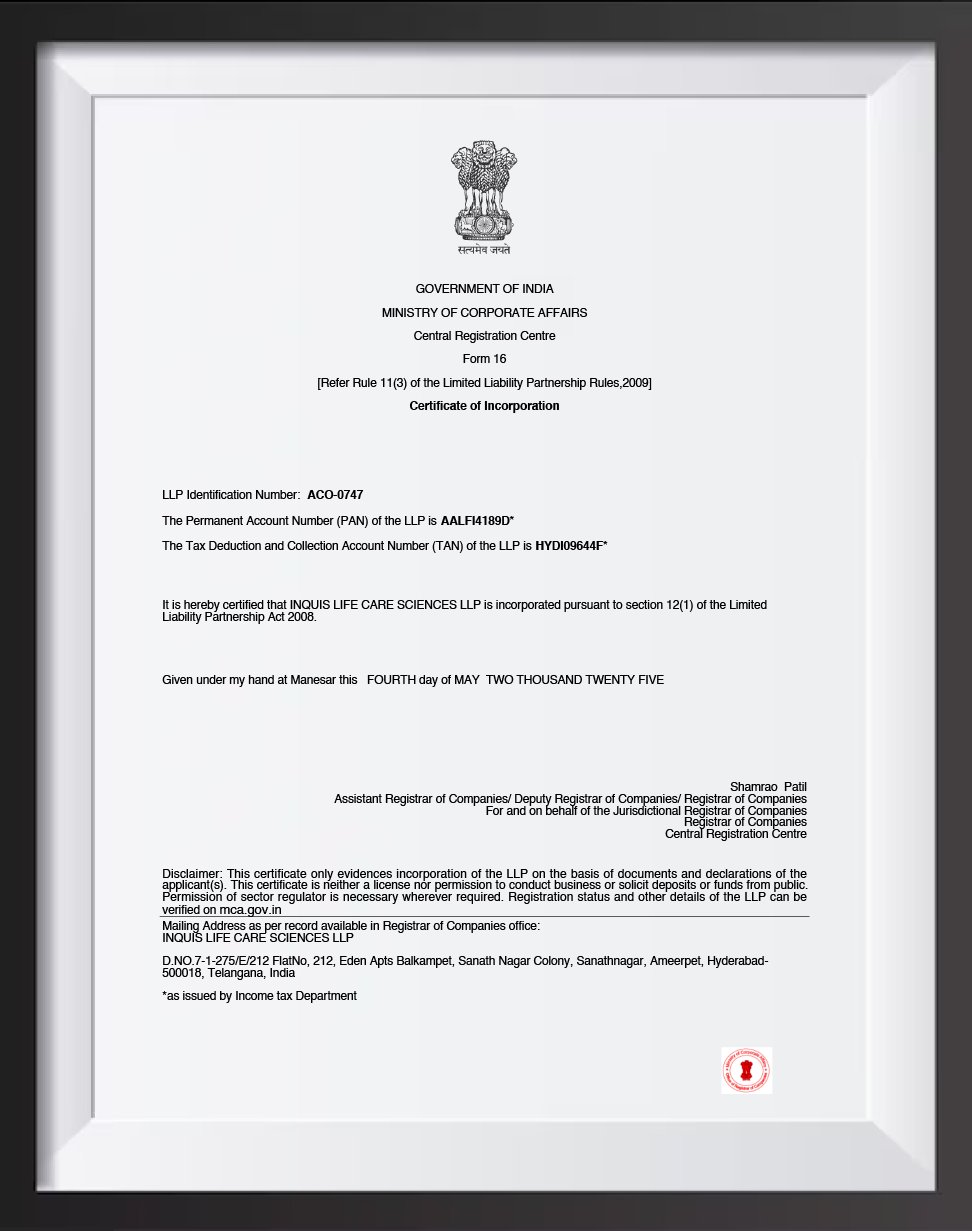 सत्यमेव जयते
GOVERNMENT OF INDIA
MINISTRY OF CORPORATE AFFAIRS
Central Registration Centre
Form 16
[Refer Rule 11(3) of the Limited Liability Partnership Rules,2009]
Certificate of Incorporation
LLP Identification Number: ACO-0747
The Permanent Account Number (PAN) of the LLP is AALFI4189D*
The Tax Deduction and Collection Account Number (TAN) of the LLP is HYDI09644F*
It is hereby certified that INQUIS LIFE CARE SCIENCES LLP is incorporated pursuant to section 12(1) of the Limited
Liability Partnership Act 2008.
Given under my hand at Manesar this FOURTH day of MAY TWO THOUSAND TWENTY FIVE
Shamrao Patil
Assistant Registrar of Companies/ Deputy Registrar of Companies/ Registrar of Companies
For and on behalf of the Jurisdictional Registrar of Companies
Registrar of Companies
Central Registration Centre
Disclaimer: This certificate only evidences incorporation of the LLP on the basis of documents and declarations of the
applicant(s). This certificate is neither a license nor permission to conduct business or solicit deposits or funds from public.
Permission of sector regulator is necessary wherever required. Registration status and other details of the LLP can be
verified on mca.gov.in
Mailing Address as per record available in Registrar of Companies office:
INQUIS LIFE CARE SCIENCES LLP
D.NO.7-1-275/E/212 FlatNo, 212, Eden Apts Balkampet, Sanath Nagar Colony, Sanathnagar, Ameerpet, Hyderabad-
500018, Telangana, India
*as issued by Income tax Department
Ministry of Corporate Affairs